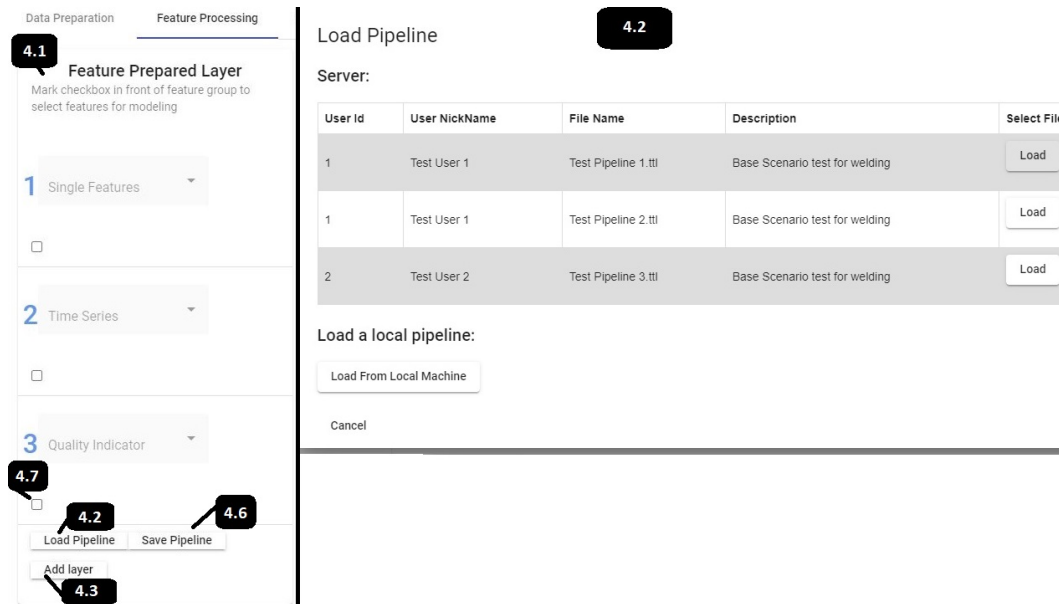 Data Preparation Feature Processing
4.1
Feature Prepared Layer
Mark checkbox in front of feature group to
select features for modeling
1 Single Features
2 Time Series
3 Quality Indicator
4.7
4.2
4.6
Load Pipeline Save Pipeline
Add layer
4.3
4.2
Load Pipeline
Server:
User Id User NickName File Name Description Select File
1 Test User 1 Test Pipeline 1.ttl Base Scenario test for welding Load
1 Test User 1 Test Pipeline 2.ttl Base Scenario test for welding Load
2 Test User 2 Test Pipeline 3.ttl Base Scenario test for welding Load
Load a local pipeline:
Load From Local Machine
Cancel